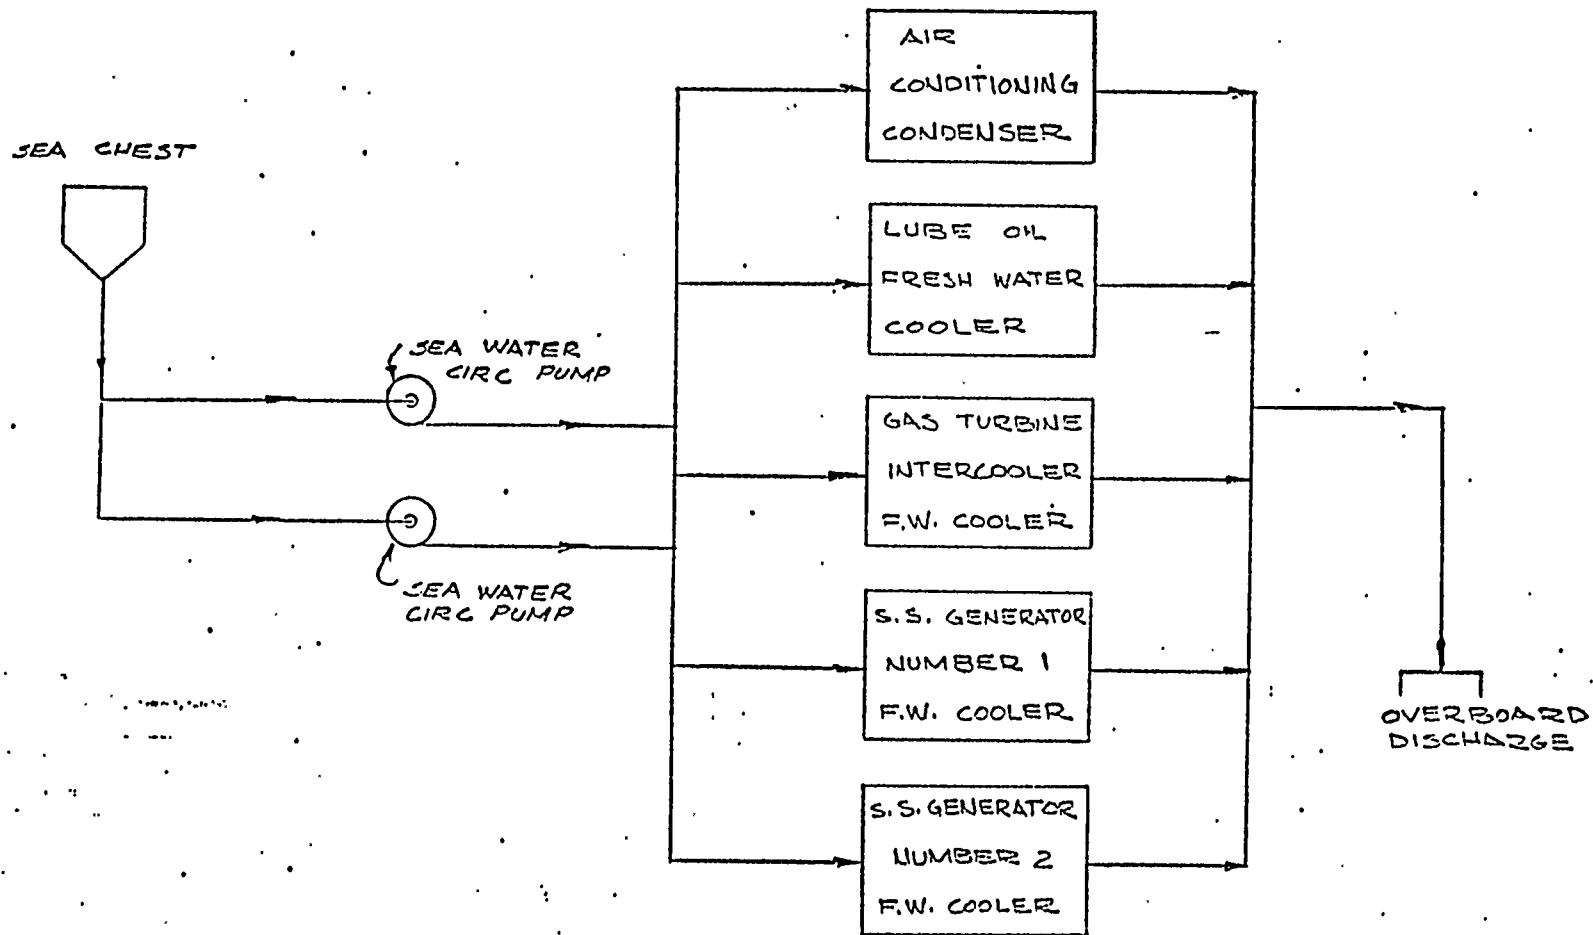 SEA CHEST
SEA WATER
CIRC PUMP
SEA WATER
CIRC PUMP
AIR
CONDITIONING
CONDENSER
LUBE OIL
FRESH WATER
COOLER
GAS TURBINE
INTERCOOLER
F.W. COOLER
S.S. GENERATOR
NUMBER 1
F.W. COOLER
S.S. GENERATOR
NUMBER 2
F.W. COOLER
OVERBOARD
DISCHARGE